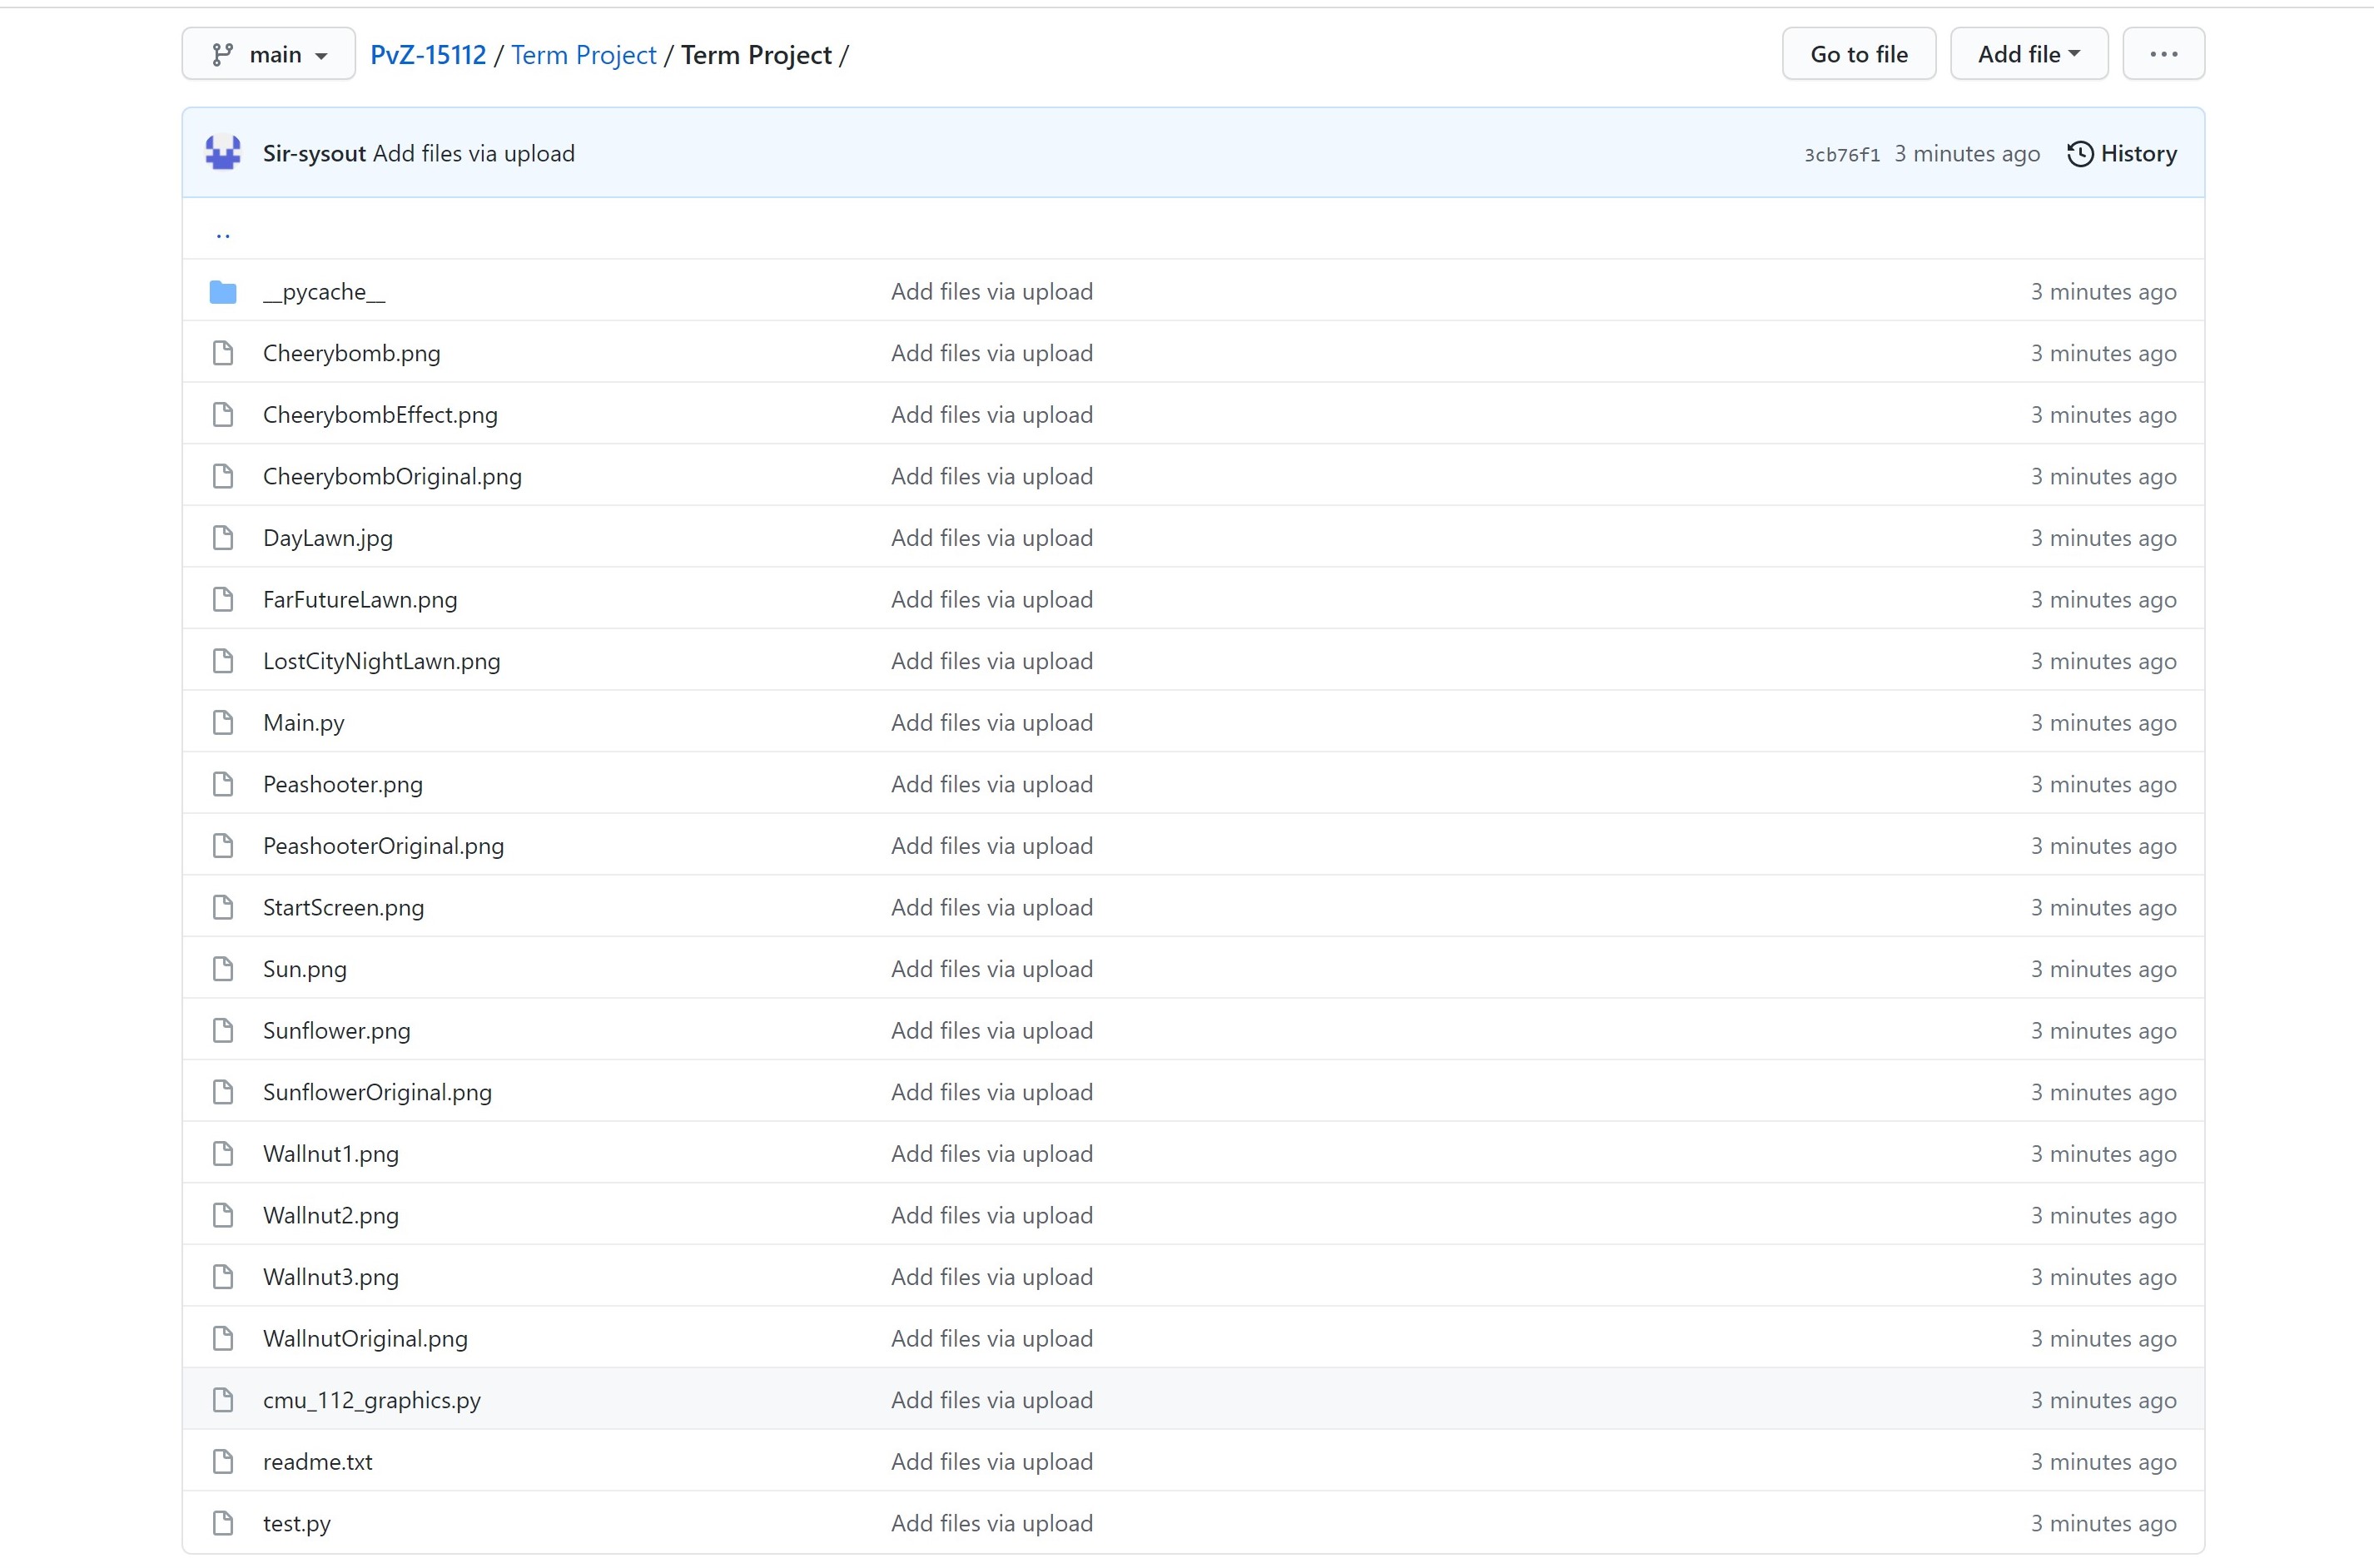 main PvZ-15112 / Term Project / Term Project / Go to file Add file ...
Sir-sysout Add files via upload 3cb76f1 3 minutes ago History
..
__pycache__ Add files via upload 3 minutes ago
Cheerybomb.png Add files via upload 3 minutes ago
CheerybombEffect.png Add files via upload 3 minutes ago
CheerybombOriginal.png Add files via upload 3 minutes ago
DayLawn.jpg Add files via upload 3 minutes ago
FarFutureLawn.png Add files via upload 3 minutes ago
LostCityNightLawn.png Add files via upload 3 minutes ago
Main.py Add files via upload 3 minutes ago
Peashooter.png Add files via upload 3 minutes ago
PeashooterOriginal.png Add files via upload 3 minutes ago
StartScreen.png Add files via upload 3 minutes ago
Sun.png Add files via upload 3 minutes ago
Sunflower.png Add files via upload 3 minutes ago
SunflowerOriginal.png Add files via upload 3 minutes ago
Wallnut1.png Add files via upload 3 minutes ago
Wallnut2.png Add files via upload 3 minutes ago
Wallnut3.png Add files via upload 3 minutes ago
WallnutOriginal.png Add files via upload 3 minutes ago
cmu_112_graphics.py Add files via upload 3 minutes ago
readme.txt Add files via upload 3 minutes ago
test.py Add files via upload 3 minutes ago